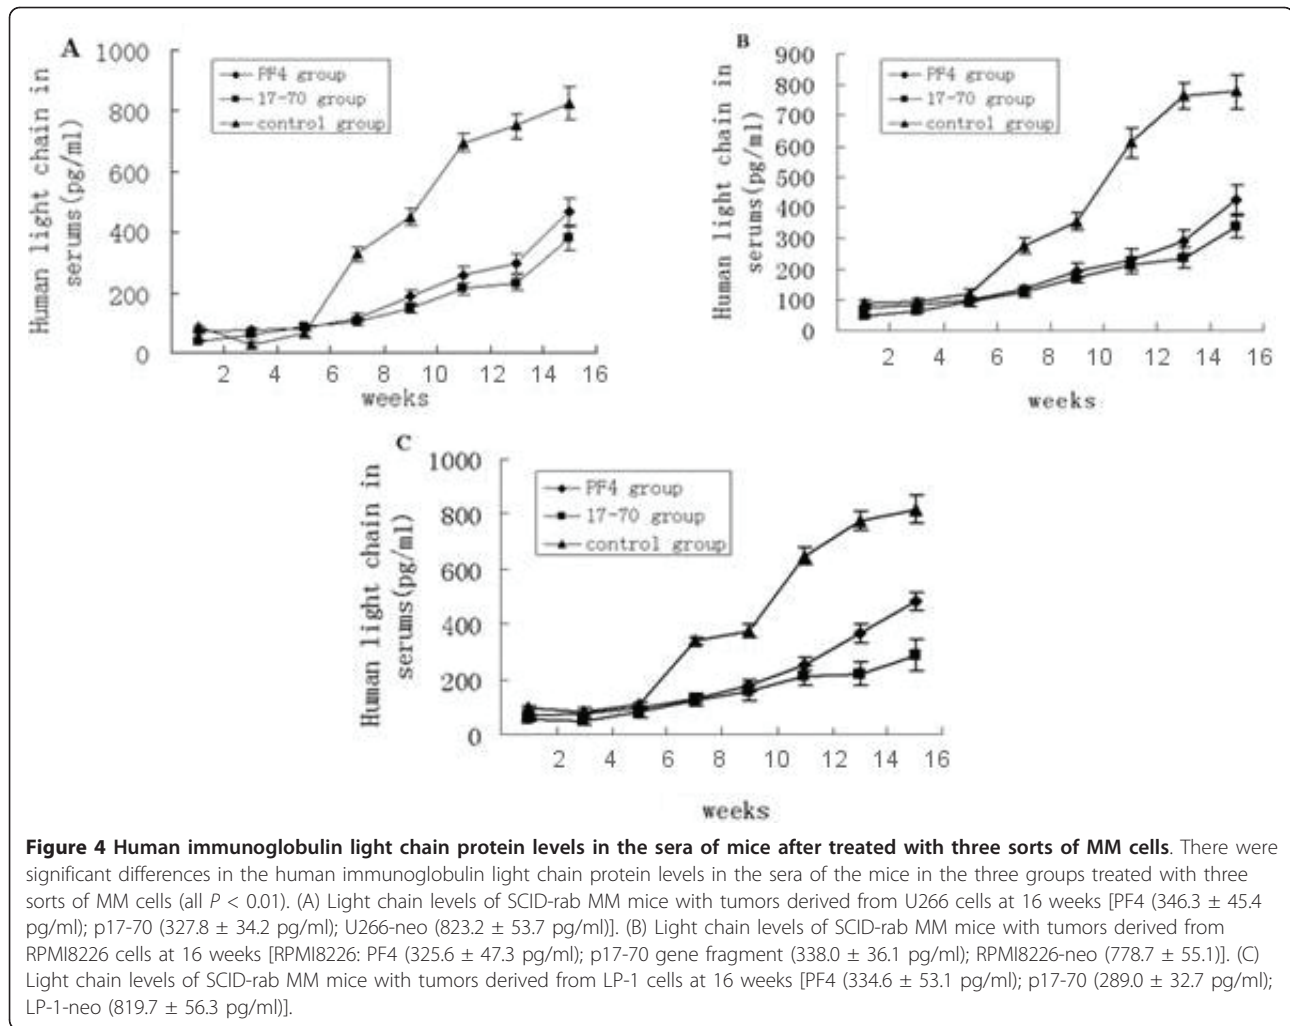 A
1000
800
600
400
200
0
Human light chain in
serums(pg/ml)
PF4 group
17-70 group
control group
2 4 6 8 10 12 14 16
weeks
B
900
800
700
600
500
400
300
200
100
0
Human light chain in
serums(pg/ml)
PF4 group
17-70 group
control group
2 4 6 8 10 12 14 16
weeks
C
1000
800
600
400
200
0
Human light chain in
serums(pg/ml)
PF4 group
17-70 group
control group
2 4 6 8 10 12 14 16
weeks
Figure 4 Human immunoglobulin light chain protein levels in the sera of mice after treated with three sorts of MM cells. There were
significant differences in the human immunoglobulin light chain protein levels in the sera of the mice in the three groups treated with three
sorts of MM cells (all P < 0.01). (A) Light chain levels of SCID-rab MM mice with tumors derived from U266 cells at 16 weeks [PF4 (346.3 ± 45.4
pg/ml); p17-70 (327.8 ± 34.2 pg/ml); U266-neo (823.2 ± 53.7 pg/ml)]. (B) Light chain levels of SCID-rab MM mice with tumors derived from
RPMI8226 cells at 16 weeks [RPMI8226: PF4 (325.6 ± 47.3 pg/ml); p17-70 gene fragment (338.0 ± 36.1 pg/ml); RPMI8226-neo (778.7 ± 55.1)]. (C)
Light chain levels of SCID-rab MM mice with tumors derived from LP-1 cells at 16 weeks [PF4 (334.6 ± 53.1 pg/ml); p17-70 (289.0 ± 32.7 pg/ml);
LP-1-neo (819.7 ± 56.3 pg/ml)].